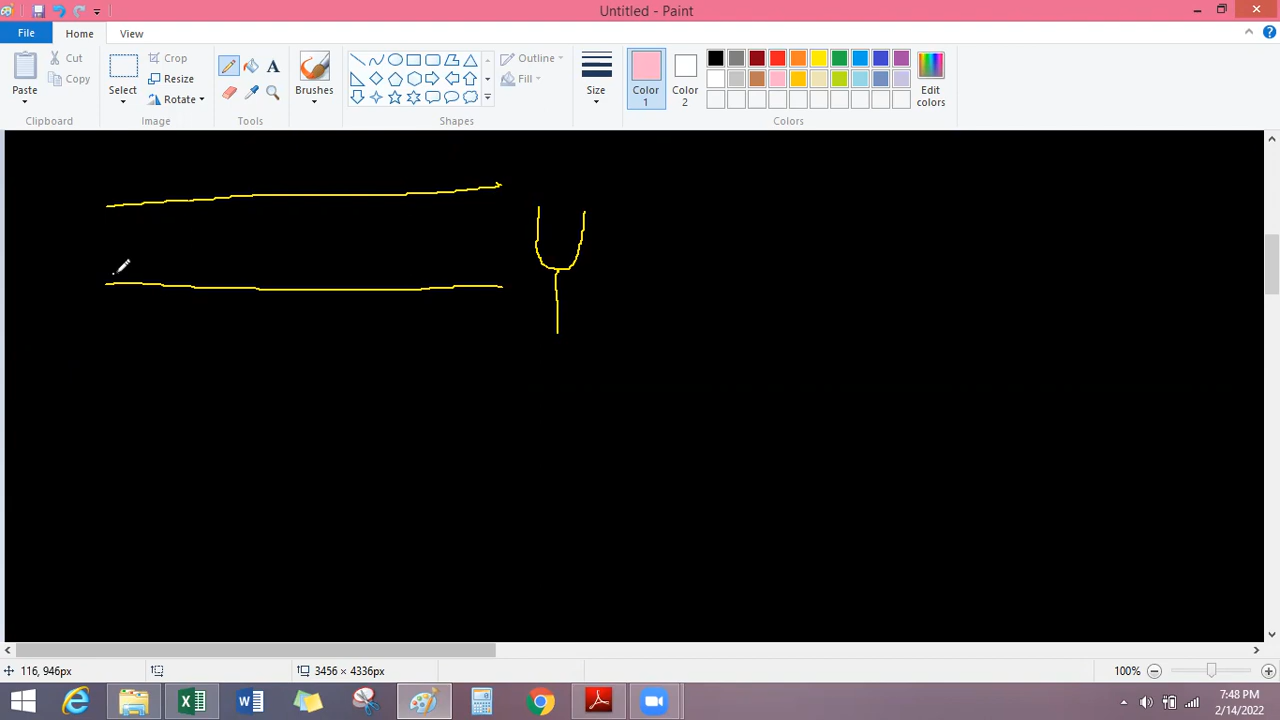 Untitled - Paint
File Home View
Paste
Cut
Copy
Clipboard
Select
Crop
Resize
Rotate
Image
A
Tools
Brushes
Outline
Fill
Shapes
Size
Color 1
Color 2
Edit colors
Colors
116, 946px
3456 × 4336px
100%
7:48 PM
2/14/2022